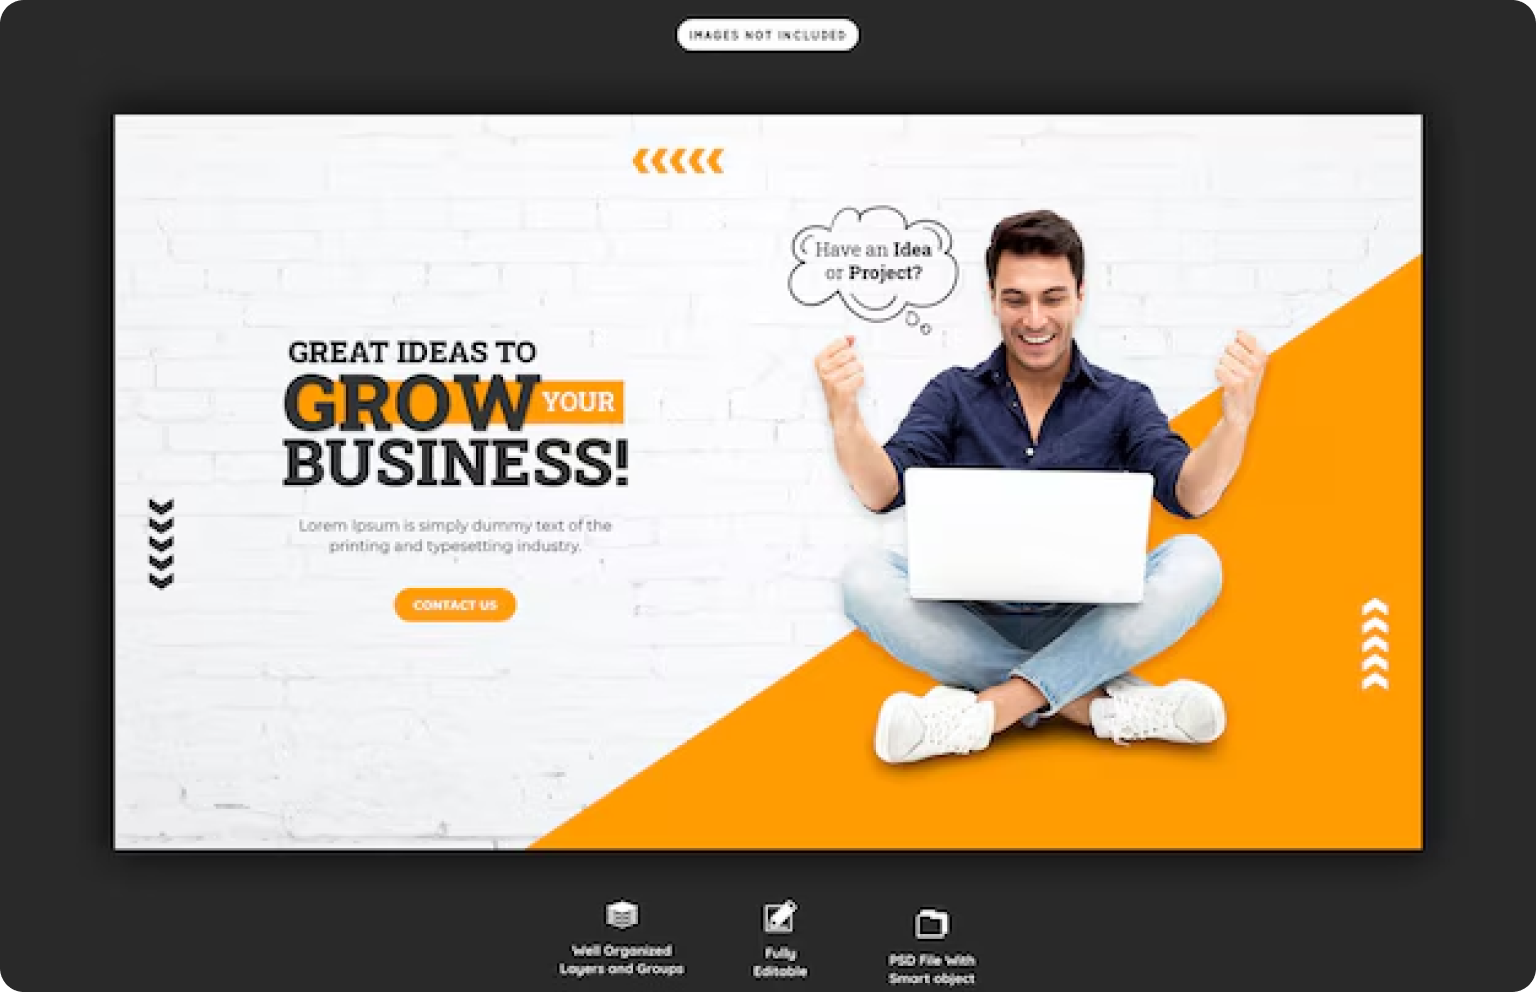 IMAGES NOT INCLUDED
Have an Idea
or Project?
GREAT IDEAS TO
GROW YOUR
BUSINESS!
Lorem Ipsum is simply dummy text of the
printing and typesetting industry.
CONTACT US
Well Organized
Layers and Groups
Fully
Editable
PSD File With
Smart object